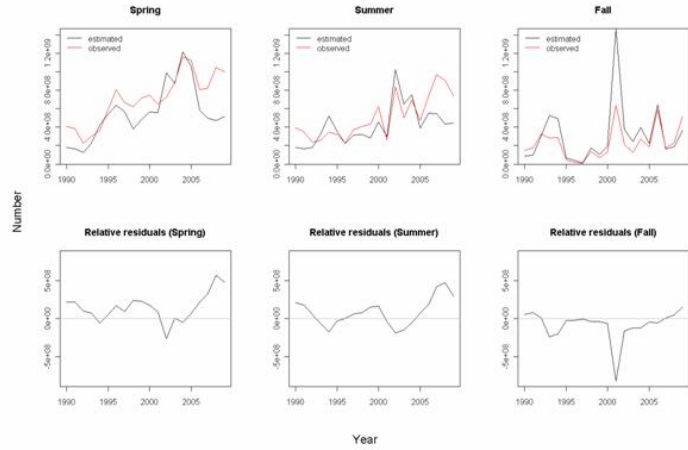 Spring
Summer
Fall
estimated
observed
estimated
observed
estimated
observed
0.0e+00 4.0e+08 8.0e+08 1.2e+09
0.0e+00 4.0e+08 8.0e+08 1.2e+09
0.0e+00 4.0e+08 8.0e+08 1.2e+09
1990 1995 2000 2005
1990 1995 2000 2005
1990 1995 2000 2005
Number
Relative residuals (Spring)
Relative residuals (Summer)
Relative residuals (Fall)
-5e+08 0e+00 5e+08
-5e+08 0e+00 5e+08
-5e+08 0e+00 5e+08
1990 1995 2000 2005
1990 1995 2000 2005
1990 1995 2000 2005
Year